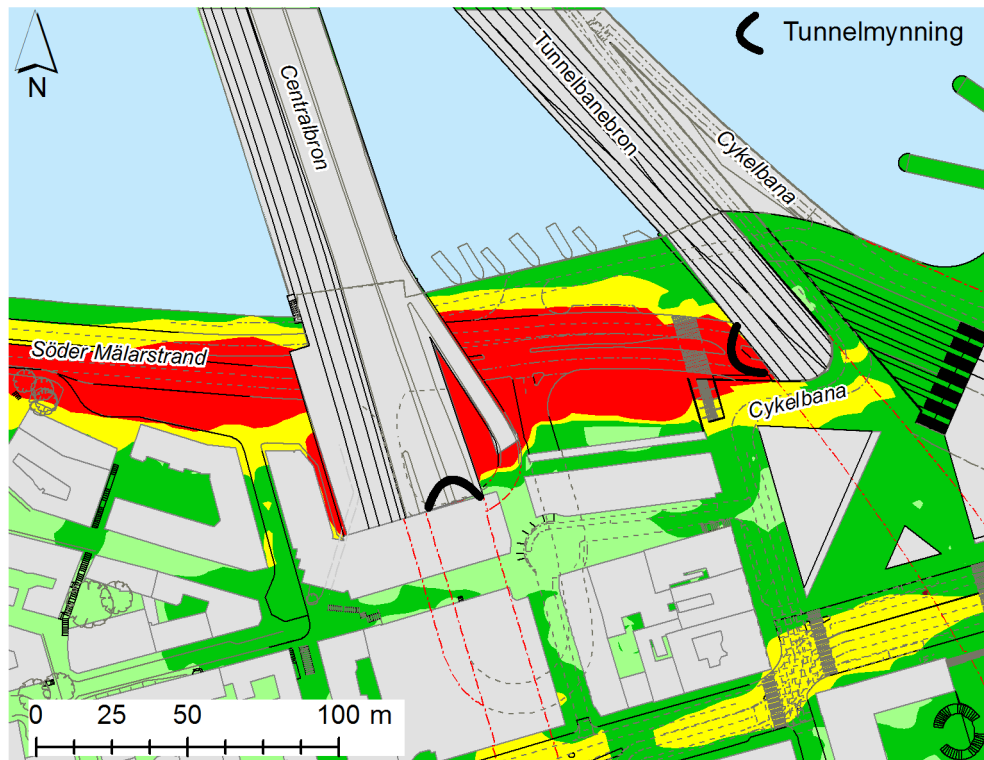 Tunnelmynning
N
Centralbron
Tunnelbanebron
Cykelbana
Söder Mälarstrand
Cykelbana
0 25 50 100 m